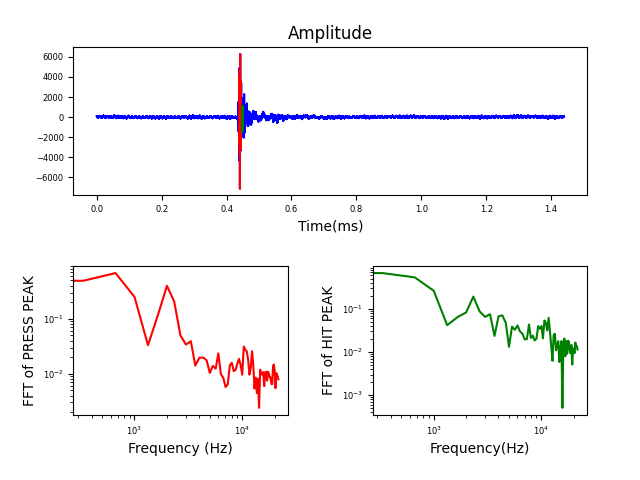 Amplitude
6000
4000
2000
0
−2000
−4000
−6000
0.0 0.2 0.4 0.6 0.8 1.0 1.2 1.4
Time(ms)
FFT of PRESS PEAK
10⁻¹
10⁻²
10³ 10⁴
Frequency (Hz)
FFT of HIT PEAK
10⁻¹
10⁻²
10⁻³
10³ 10⁴
Frequency(Hz)